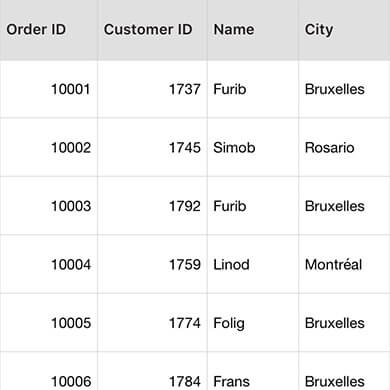 Order ID Customer ID Name City
10001 1737 Furib Bruxelles
10002 1745 Simob Rosario
10003 1792 Furib Bruxelles
10004 1759 Linod Montréal
10005 1774 Folig Bruxelles
10006 1784 Frans Bruxelles